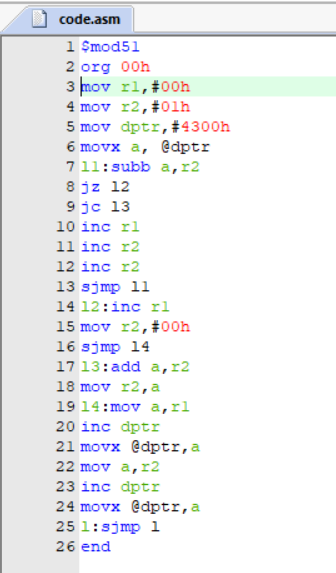 code.asm
1 $mod51
2 org 00h
3 mov r1,#00h
4 mov r2,#01h
5 mov dptr,#4300h
6 movx a, @dptr
7 l1:subb a,r2
8 jz l2
9 jc l3
10 inc r1
11 inc r2
12 inc r2
13 sjmp l1
14 l2:inc r1
15 mov r2,#00h
16 sjmp l4
17 l3:add a,r2
18 mov r2,a
19 l4:mov a,r1
20 inc dptr
21 movx @dptr,a
22 mov a,r2
23 inc dptr
24 movx @dptr,a
25 l:sjmp l
26 end